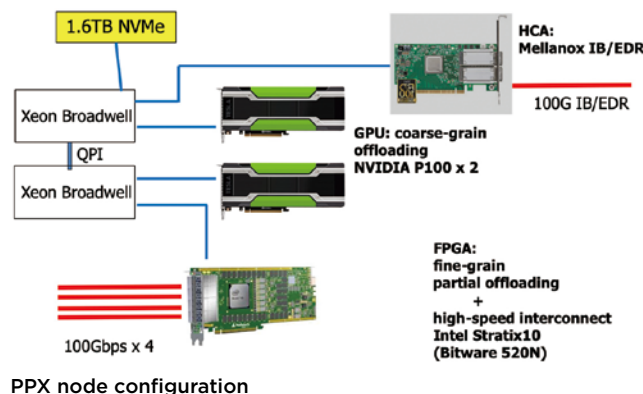 1.6TB NVMe
HCA:
Mellanox IB/EDR
Xeon Broadwell
100G IB/EDR
GPU: coarse-grain
offloading
NVIDIA P100 x 2
QPI
Xeon Broadwell
FPGA:
fine-grain
partial offloading
+
high-speed interconnect
Intel Stratix10
(Bitware 520N)
100Gbps x 4
PPX node configuration